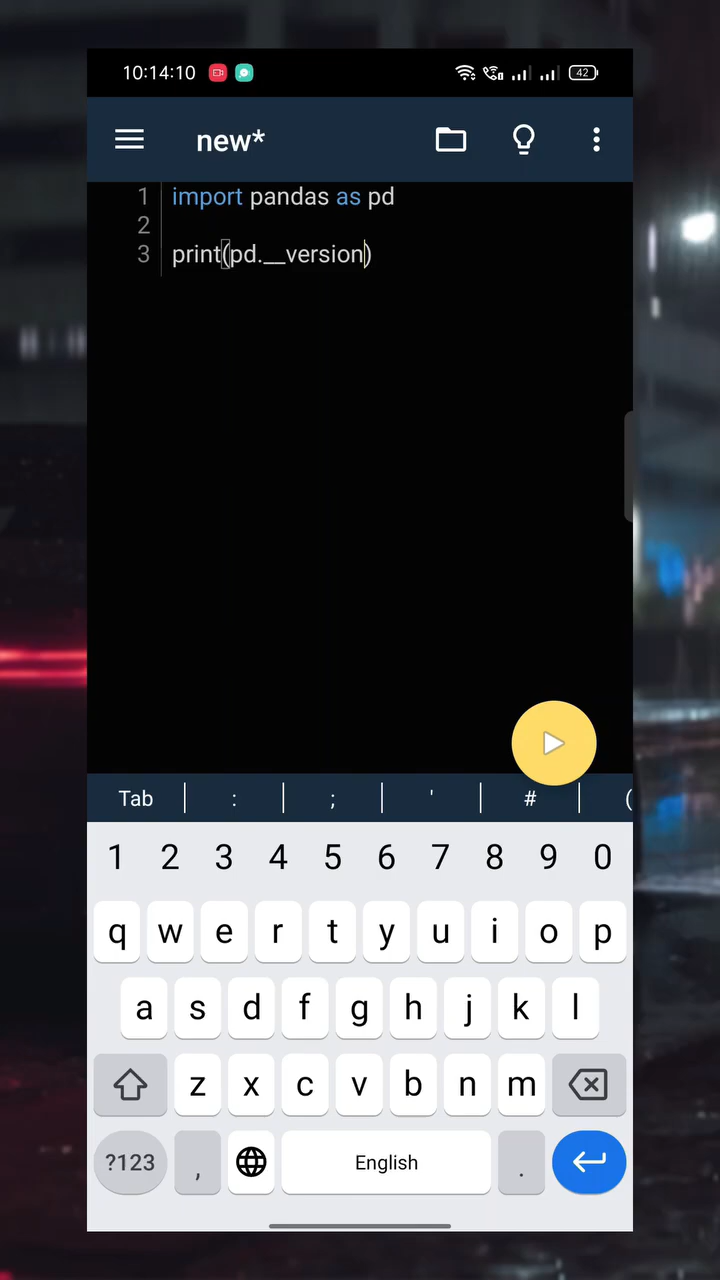 10:14:10 42
new*
1 import pandas as pd
2
3 print(pd.__version)
Tab : ; ' # (
1 2 3 4 5 6 7 8 9 0
q w e r t y u i o p
a s d f g h j k l
z x c v b n m
?123 , English .